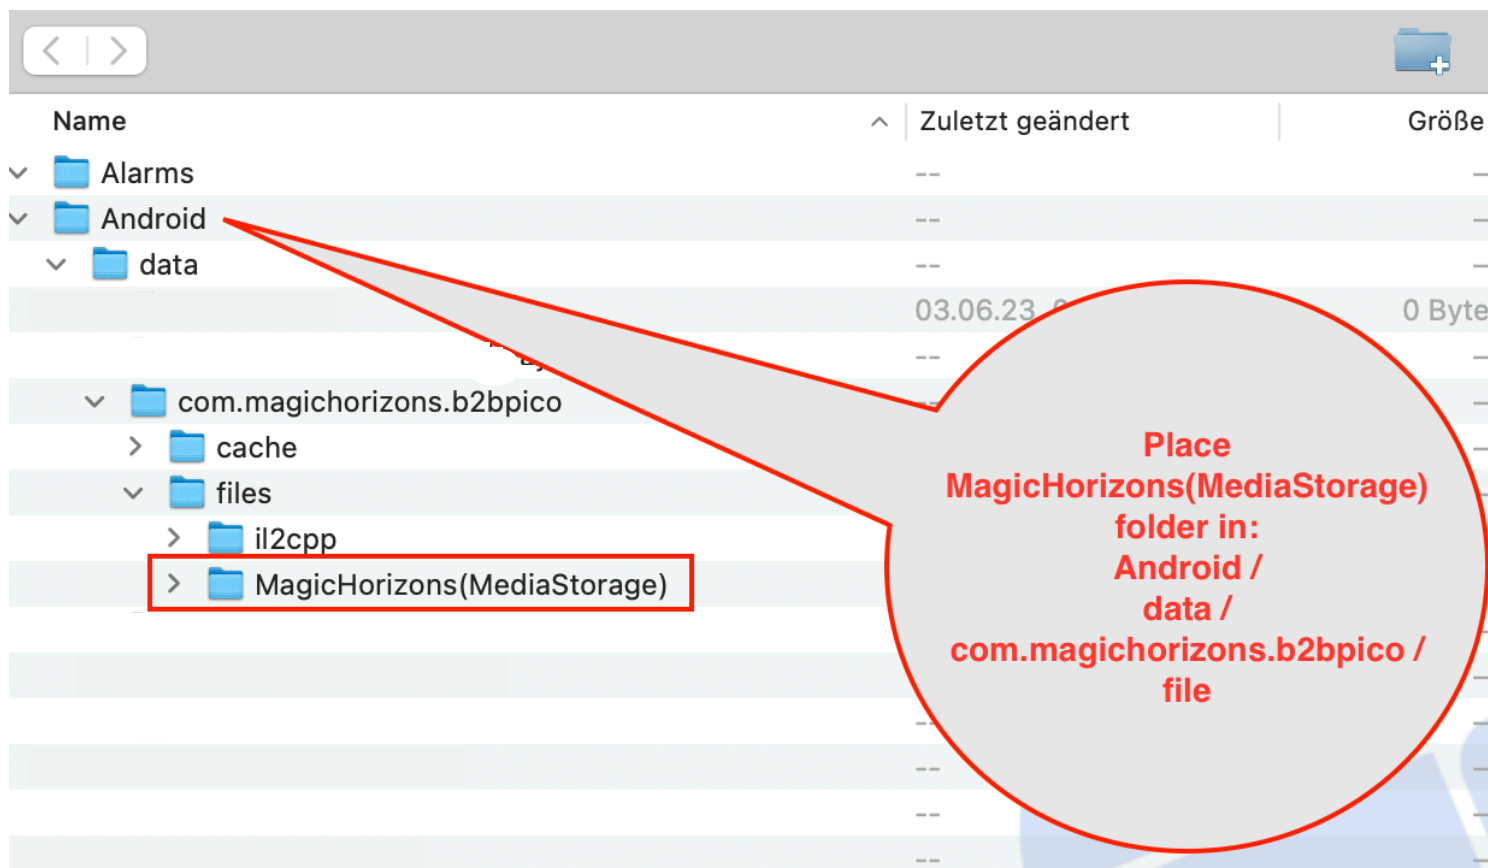 Name Zuletzt geändert Größe
Alarms --
Android --
data --
03.06.23 0 Byte
--
com.magichorizons.b2bpico --
cache
files
il2cpp
MagicHorizons(MediaStorage)
Place
MagicHorizons(MediaStorage)
folder in:
Android /
data /
com.magichorizons.b2bpico /
file
--
--
--
--